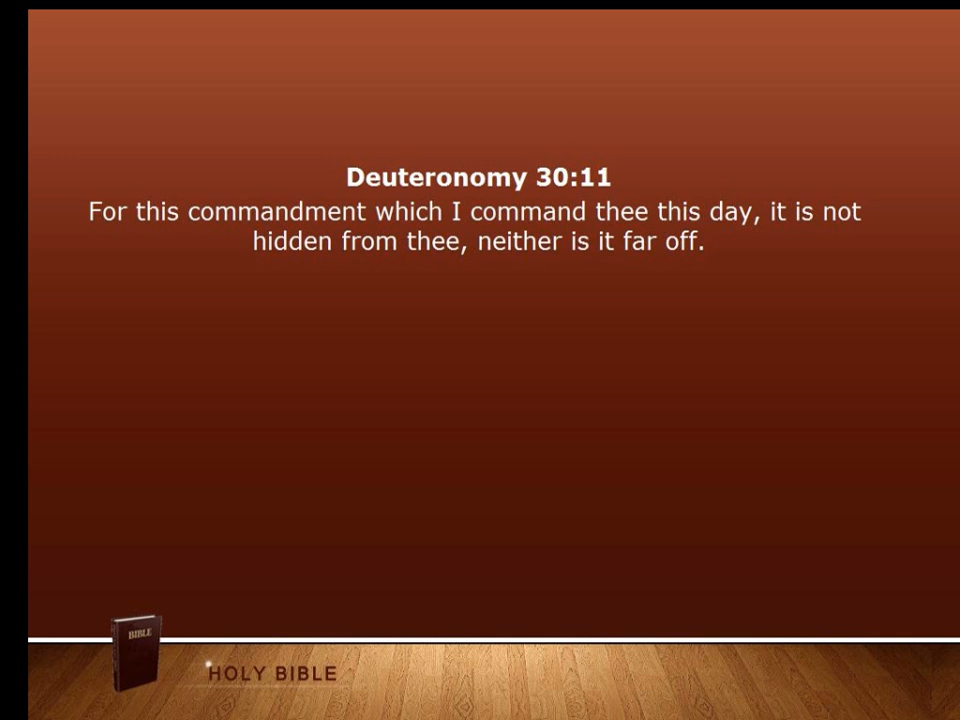 Deuteronomy 30:11
For this commandment which I command thee this day, it is not
hidden from thee, neither is it far off.
BIBLE
HOLY BIBLE